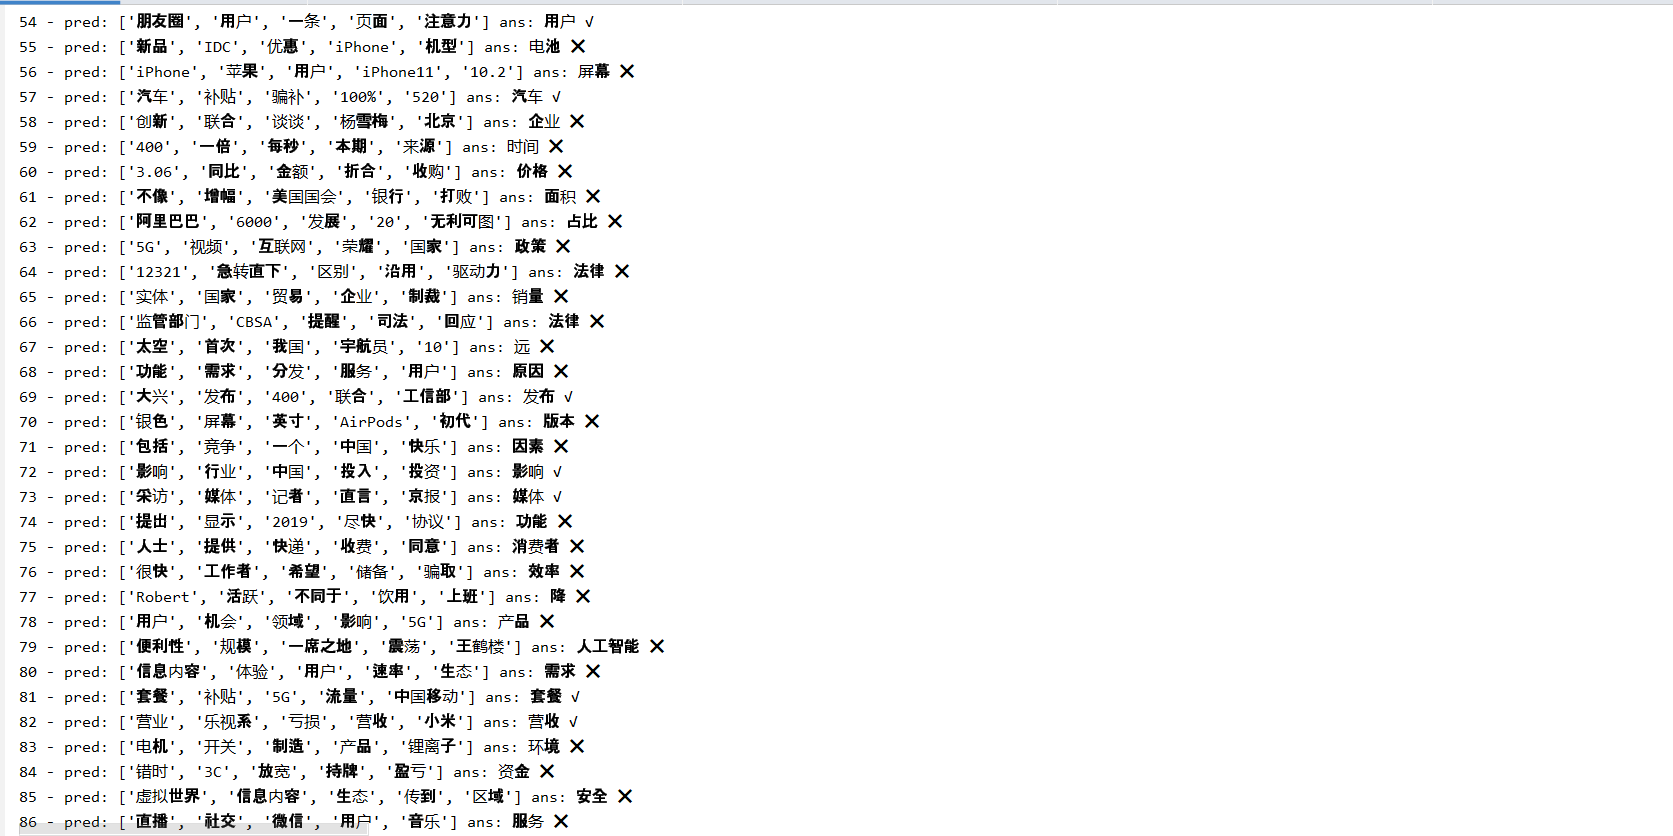 54 - pred: ['朋友圈', '用户', '一条', '页面', '注意力'] ans: 用户 √
55 - pred: ['新品', 'IDC', '优惠', 'iPhone', '机型'] ans: 电池 ❌
56 - pred: ['iPhone', '苹果', '用户', 'iPhone11', '10.2'] ans: 屏幕 ❌
57 - pred: ['汽车', '补贴', '骗补', '100%', '520'] ans: 汽车 √
58 - pred: ['创新', '联合', '谈谈', '杨雪梅', '北京'] ans: 企业 ❌
59 - pred: ['400', '一倍', '每秒', '本期', '来源'] ans: 时间 ❌
60 - pred: ['3.06', '同比', '金额', '折合', '收购'] ans: 价格 ❌
61 - pred: ['不像', '增幅', '美国国会', '银行', '打败'] ans: 面积 ❌
62 - pred: ['阿里巴巴', '6000', '发展', '20', '无利可图'] ans: 占比 ❌
63 - pred: ['5G', '视频', '互联网', '荣耀', '国家'] ans: 政策 ❌
64 - pred: ['12321', '急转直下', '区别', '沿用', '驱动力'] ans: 法律 ❌
65 - pred: ['实体', '国家', '贸易', '企业', '制裁'] ans: 销量 ❌
66 - pred: ['监管部门', 'CBSA', '提醒', '司法', '回应'] ans: 法律 ❌
67 - pred: ['太空', '首次', '我国', '宇航员', '10'] ans: 远 ❌
68 - pred: ['功能', '需求', '分发', '服务', '用户'] ans: 原因 ❌
69 - pred: ['大兴', '发布', '400', '联合', '工信部'] ans: 发布 √
70 - pred: ['银色', '屏幕', '英寸', 'AirPods', '初代'] ans: 版本 ❌
71 - pred: ['包括', '竞争', '一个', '中国', '快乐'] ans: 因素 ❌
72 - pred: ['影响', '行业', '中国', '投入', '投资'] ans: 影响 √
73 - pred: ['采访', '媒体', '记者', '直言', '京报'] ans: 媒体 √
74 - pred: ['提出', '显示', '2019', '尽快', '协议'] ans: 功能 ❌
75 - pred: ['人士', '提供', '快递', '收费', '同意'] ans: 消费者 ❌
76 - pred: ['很快', '工作者', '希望', '储备', '骗取'] ans: 效率 ❌
77 - pred: ['Robert', '活跃', '不同于', '饮用', '上班'] ans: 降 ❌
78 - pred: ['用户', '机会', '领域', '影响', '5G'] ans: 产品 ❌
79 - pred: ['便利性', '规模', '一席之地', '震荡', '王鹤楼'] ans: 人工智能 ❌
80 - pred: ['信息内容', '体验', '用户', '速率', '生态'] ans: 需求 ❌
81 - pred: ['套餐', '补贴', '5G', '流量', '中国移动'] ans: 套餐 √
82 - pred: ['营业', '乐视系', '亏损', '营收', '小米'] ans: 营收 √
83 - pred: ['电机', '开关', '制造', '产品', '锂离子'] ans: 环境 ❌
84 - pred: ['错时', '3C', '放宽', '持牌', '盈亏'] ans: 资金 ❌
85 - pred: ['虚拟世界', '信息内容', '生态', '传到', '区域'] ans: 安全 ❌
86 - pred: ['直播', '社交', '微信', '用户', '音乐'] ans: 服务 ❌